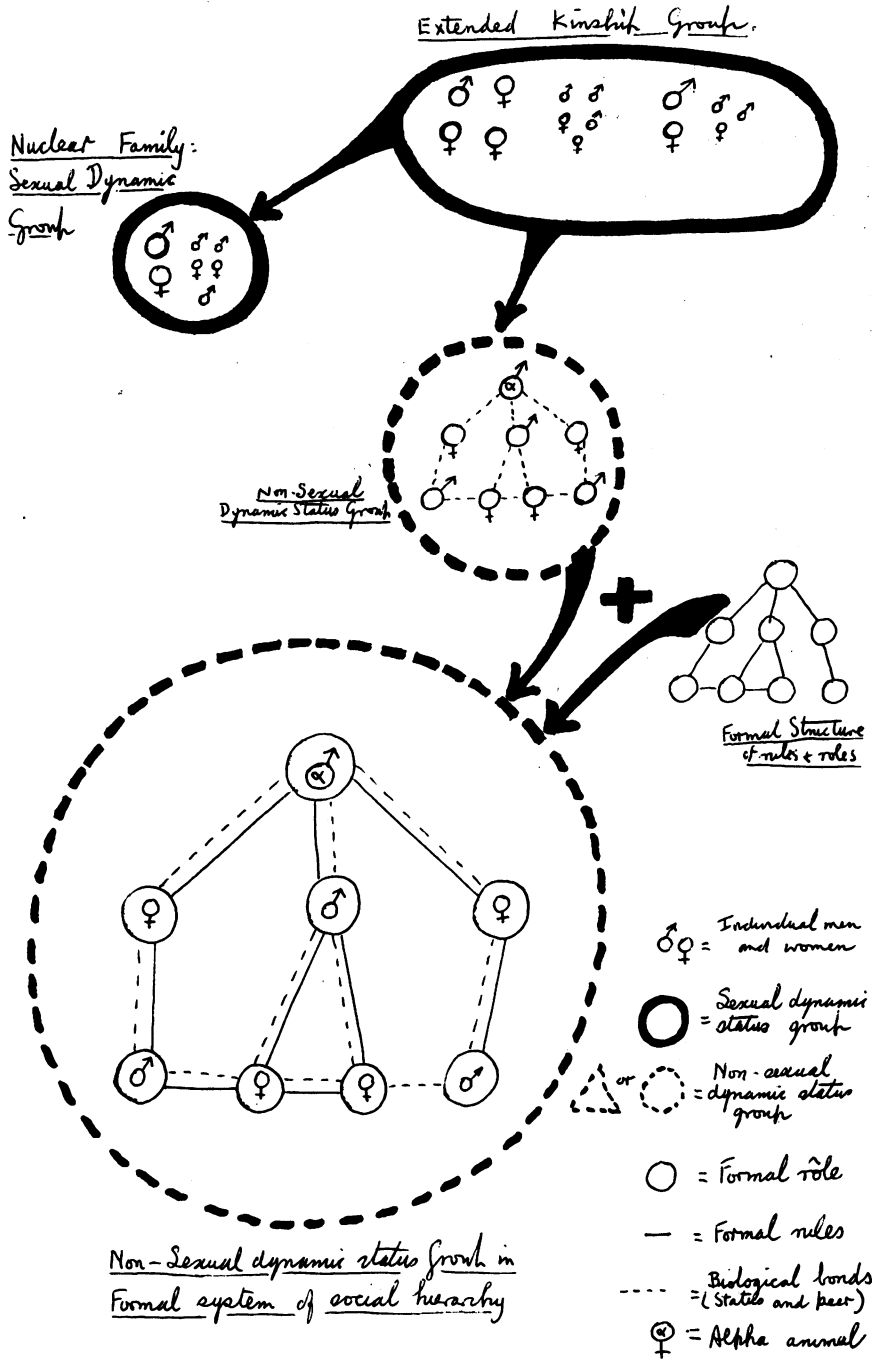 Extended Kinship Group.
Nuclear Family:
Sexual Dynamic
Group
α
Non-Sexual
Dynamic Status Group
+
Formal Structure
of rules + roles
α
♂♀ = Individual men
and women
= Sexual dynamic
status group
or = Non-sexual
dynamic status
group
= Formal rôle
= Formal rules
= Biological bonds
(Status and peer)
α = Alpha animal
Non-Sexual dynamic status Group in
Formal system of social hierarchy